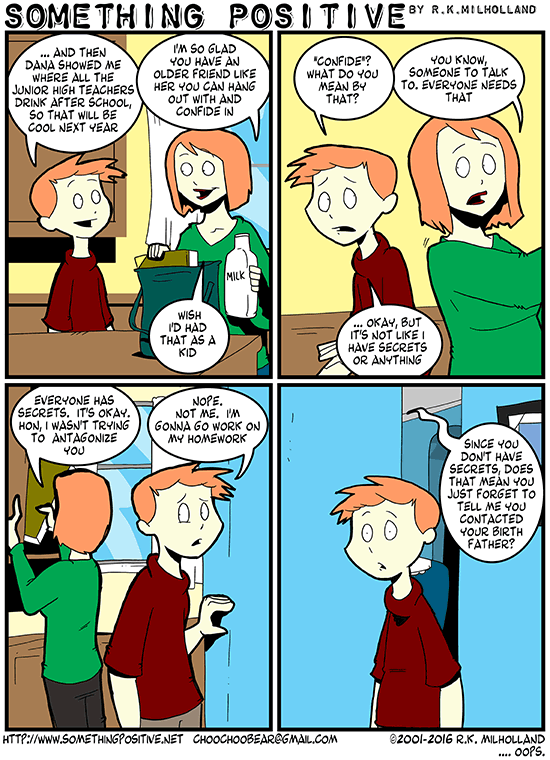 SOMETHING POSITIVE BY R.K.MILHOLLAND
... AND THEN
DANA SHOWED ME
WHERE ALL THE
JUNIOR HIGH TEACHERS
DRINK AFTER SCHOOL,
SO THAT WILL BE
COOL NEXT YEAR
I'M SO GLAD
YOU HAVE AN
OLDER FRIEND LIKE
HER YOU CAN HANG
OUT WITH AND
CONFIDE IN
MILK
WISH
I'D HAD
THAT AS A
KID
"CONFIDE"?
WHAT DO YOU
MEAN BY
THAT?
YOU KNOW,
SOMEONE TO TALK
TO. EVERYONE NEEDS
THAT
... OKAY, BUT
IT'S NOT LIKE I
HAVE SECRETS
OR ANYTHING
EVERYONE HAS
SECRETS. IT'S OKAY.
HON, I WASN'T TRYING
TO ANTAGONIZE
YOU
NOPE.
NOT ME. I'M
GONNA GO WORK ON
MY HOMEWORK
SINCE YOU
DON'T HAVE
SECRETS, DOES
THAT MEAN YOU
JUST FORGET TO
TELL ME YOU
CONTACTED
YOUR BIRTH
FATHER?
HTTP://WWW.SOMETHINGPOSITIVE.NET CHOOCHOOBEAR@GMAIL.COM ©2001-2016 R.K. MILHOLLAND
.... OOPS.